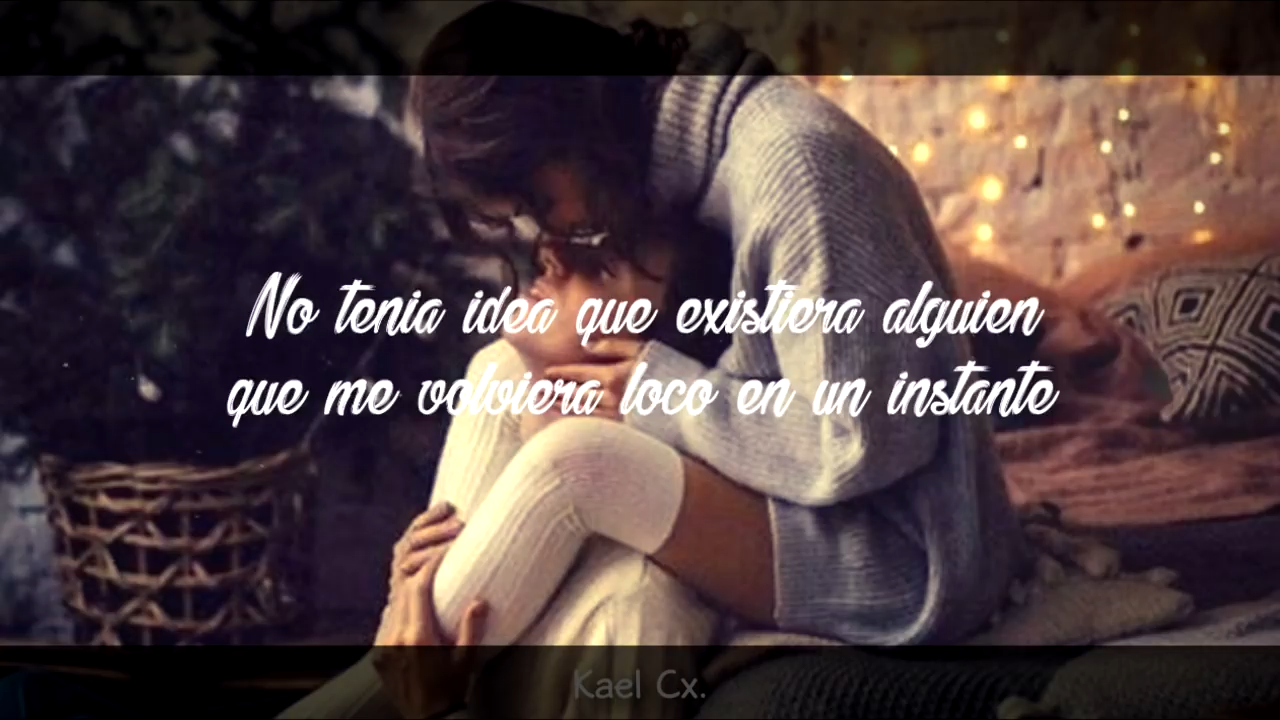 No tenia idea que existiera alguien
que me volviera loco en un instante
Kael Cx.